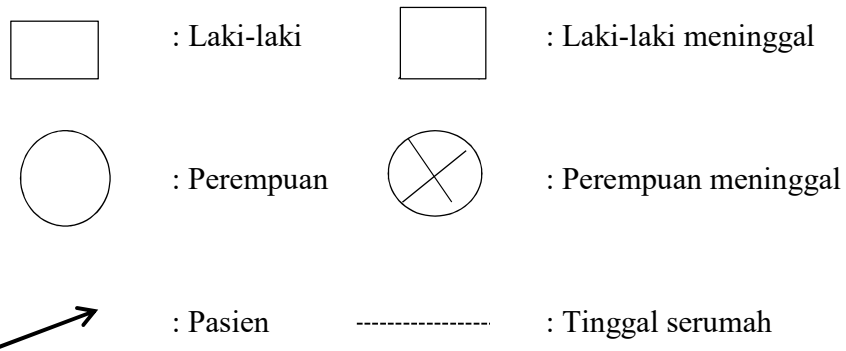 : Laki-laki : Laki-laki meninggal
: Perempuan : Perempuan meninggal
: Pasien : Tinggal serumah